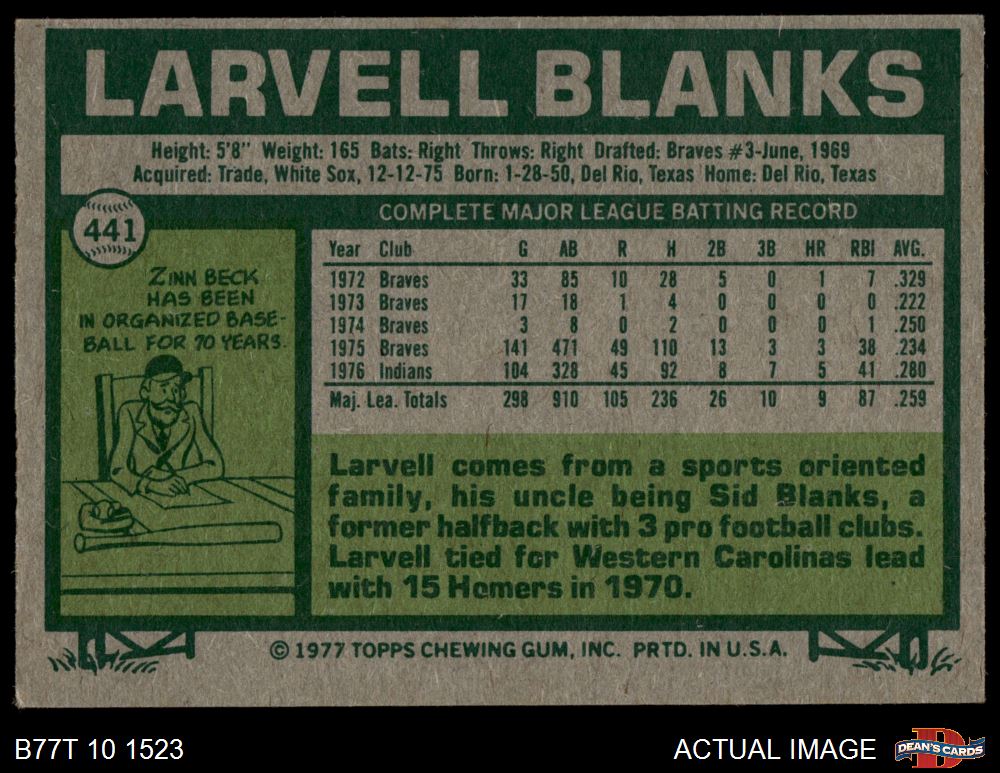 LARVELL BLANKS
Height: 5'8" Weight: 165 Bats: Right Throws: Right Drafted: Braves #3-June, 1969
Acquired: Trade, White Sox, 12-12-75 Born: 1-28-50, Del Rio, Texas Home: Del Rio, Texas
441
ZINN BECK
HAS BEEN
IN ORGANIZED BASE-
BALL FOR 70 YEARS.
COMPLETE MAJOR LEAGUE BATTING RECORD
Year Club G AB R H 2B 3B HR RBI AVG.
1972 Braves 33 85 10 28 5 0 1 7 .329
1973 Braves 17 18 1 4 0 0 0 0 .222
1974 Braves 3 8 0 2 0 0 0 1 .250
1975 Braves 141 471 49 110 13 3 3 38 .234
1976 Indians 104 328 45 92 8 7 5 41 .280
Maj. Lea. Totals 298 910 105 236 26 10 9 87 .259
Larvell comes from a sports oriented
family, his uncle being Sid Blanks, a
former halfback with 3 pro football clubs.
Larvell tied for Western Carolinas lead
with 15 Homers in 1970.
© 1977 TOPPS CHEWING GUM, INC. PRTD. IN U.S.A.
B77T 10 1523
ACTUAL IMAGE
DEAN'S CARDS